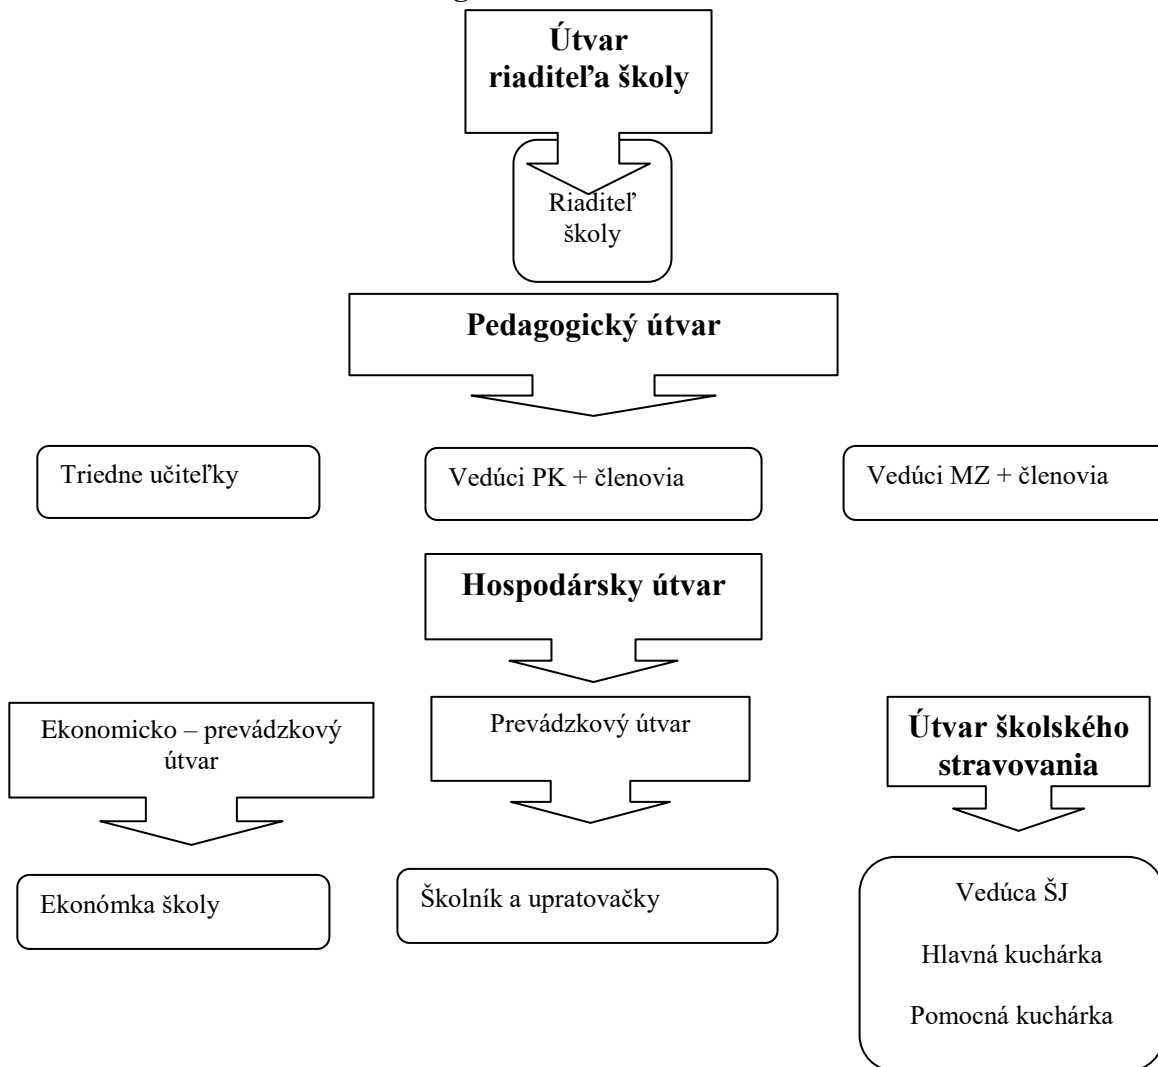 Útvar
riaditeľa školy
Riaditeľ
školy
Pedagogický útvar
Triedne učiteľky
Vedúci PK + členovia
Vedúci MZ + členovia
Hospodársky útvar
Ekonomicko – prevádzkový
útvar
Prevádzkový útvar
Útvar školského
stravovania
Ekonómka školy
Školník a upratovačky
Vedúca ŠJ
Hlavná kuchárka
Pomocná kuchárka